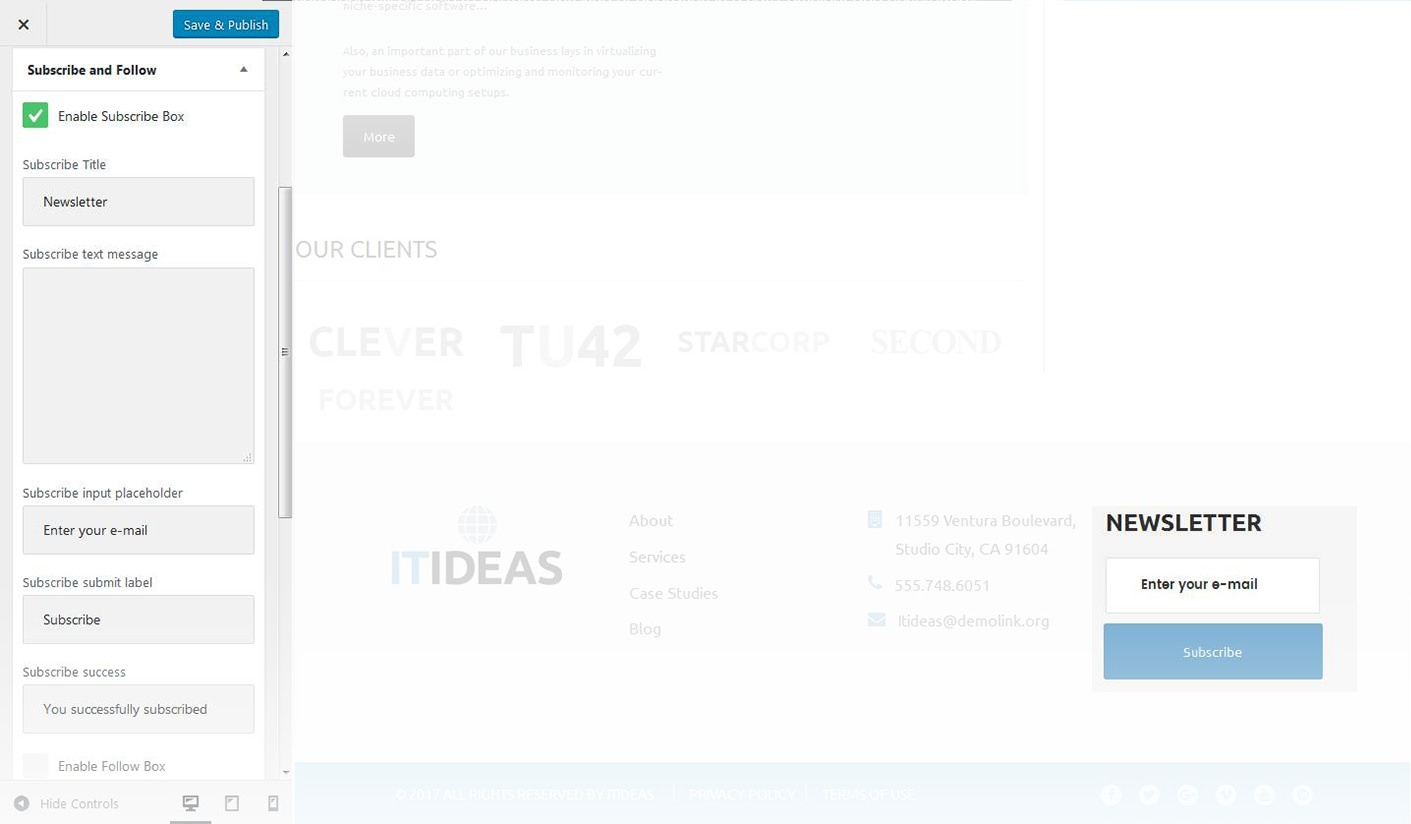 Save & Publish
Subscribe and Follow
Enable Subscribe Box
Subscribe Title
Newsletter
Subscribe text message
Subscribe input placeholder
Enter your e-mail
Subscribe submit label
Subscribe
Subscribe success
You successfully subscribed
Enable Follow Box
Hide Controls
niche-specific software...
Also, an important part of our business lays in virtualizing
your business data or optimizing and monitoring your cur-
rent cloud computing setups.
More
OUR CLIENTS
CLEVER
TU42
STARCORP
SECOND
FOREVER
ITIDEAS
About
Services
Case Studies
Blog
11559 Ventura Boulevard,
Studio City, CA 91604
555.748.6051
Itideas@demolink.org
NEWSLETTER
Enter your e-mail
Subscribe
© 2017 ALL RIGHTS RESERVED BY ITIDEAS
PRIVACY POLICY
TERMS OF USE